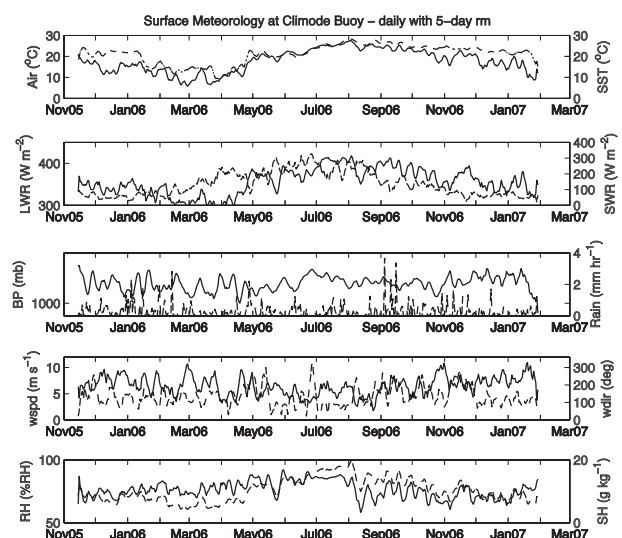 Surface Meteorology at Climode Buoy – daily with 5–day rm
30 30
20 20
10 10
0 0
Air (°C)
SST (°C)
Nov05 Jan06 Mar06 May06 Jul06 Sep06 Nov06 Jan07 Mar07
400
300
LWR (W m⁻²)
400
300
200
100
0
SWR (W m⁻²)
Nov05 Jan06 Mar06 May06 Jul06 Sep06 Nov06 Jan07 Mar07
1000
BP (mb)
4
2
0
Rain (mm hr⁻¹)
Nov05 Jan06 Mar06 May06 Jul06 Sep06 Nov06 Jan07 Mar07
10
5
0
wspd (m s⁻¹)
300
200
100
0
wdir (deg)
Nov05 Jan06 Mar06 May06 Jul06 Sep06 Nov06 Jan07 Mar07
100
50
RH (%RH)
20
10
0
SH (g kg⁻¹)
Nov05 Jan06 Mar06 May06 Jul06 Sep06 Nov06 Jan07 Mar07